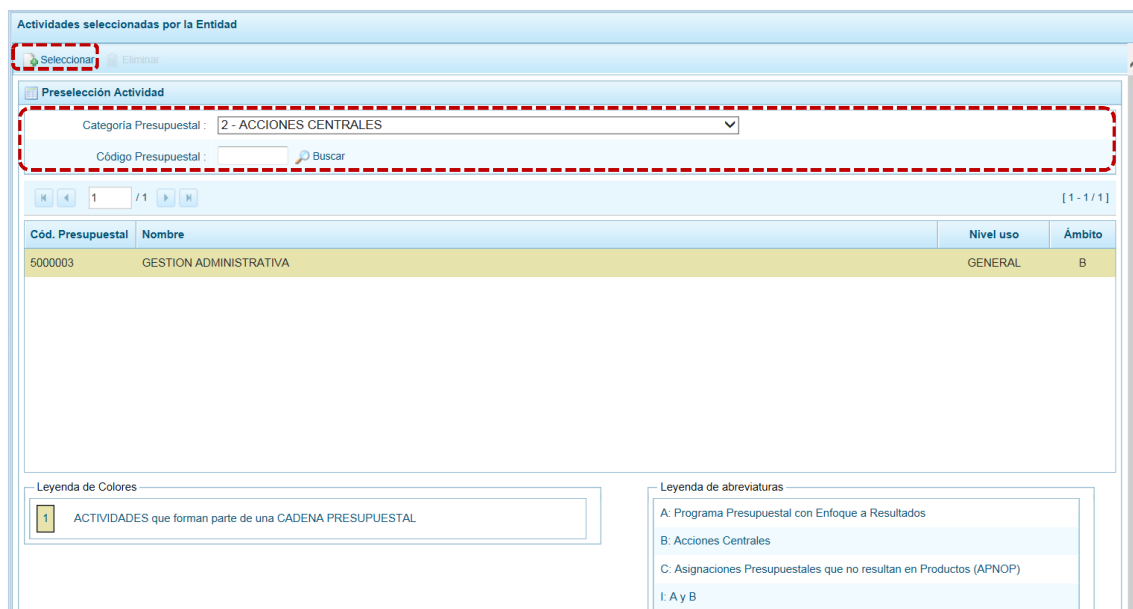 Actividades seleccionadas por la Entidad
Seleccionar Eliminar
Preselección Actividad
Categoría Presupuestal : 2 - ACCIONES CENTRALES
Código Presupuestal : Buscar
1 / 1 [ 1 - 1 / 1 ]
Cód. Presupuestal Nombre Nivel uso Ámbito
5000003 GESTION ADMINISTRATIVA GENERAL B
Leyenda de Colores
1 ACTIVIDADES que forman parte de una CADENA PRESUPUESTAL
Leyenda de abreviaturas
A: Programa Presupuestal con Enfoque a Resultados
B: Acciones Centrales
C: Asignaciones Presupuestales que no resultan en Productos (APNOP)
I: A y B